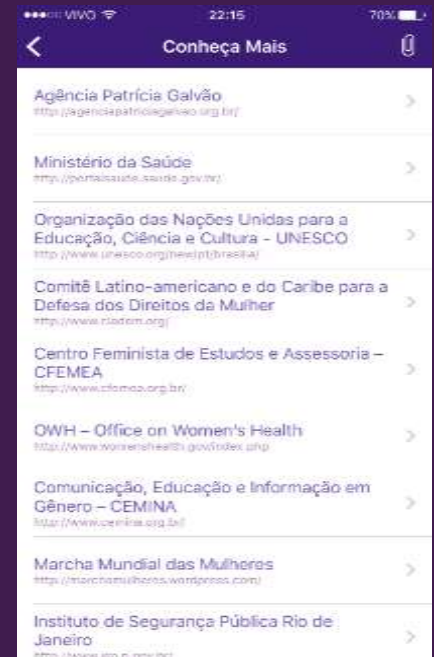 VIVO 22:15 70%
Conheça Mais
Agência Patrícia Galvão
http://agenciapatriciagalvao.org.br/
Ministério da Saúde
http://portalsaude.saude.gov.br/
Organização das Nações Unidas para a
Educação, Ciência e Cultura - UNESCO
http://www.unesco.org/new/pt/brasilia/
Comitê Latino-americano e do Caribe para a
Defesa dos Direitos da Mulher
http://www.cladem.org/
Centro Feminista de Estudos e Assessoria –
CFEMEA
http://www.cfemea.org.br/
OWH – Office on Women's Health
http://www.womenshealth.gov/index.php
Comunicação, Educação e Informação em
Gênero – CEMINA
http://www.cemina.org.br/
Marcha Mundial das Mulheres
http://marchamulheres.wordpress.com/
Instituto de Segurança Pública Rio de
Janeiro